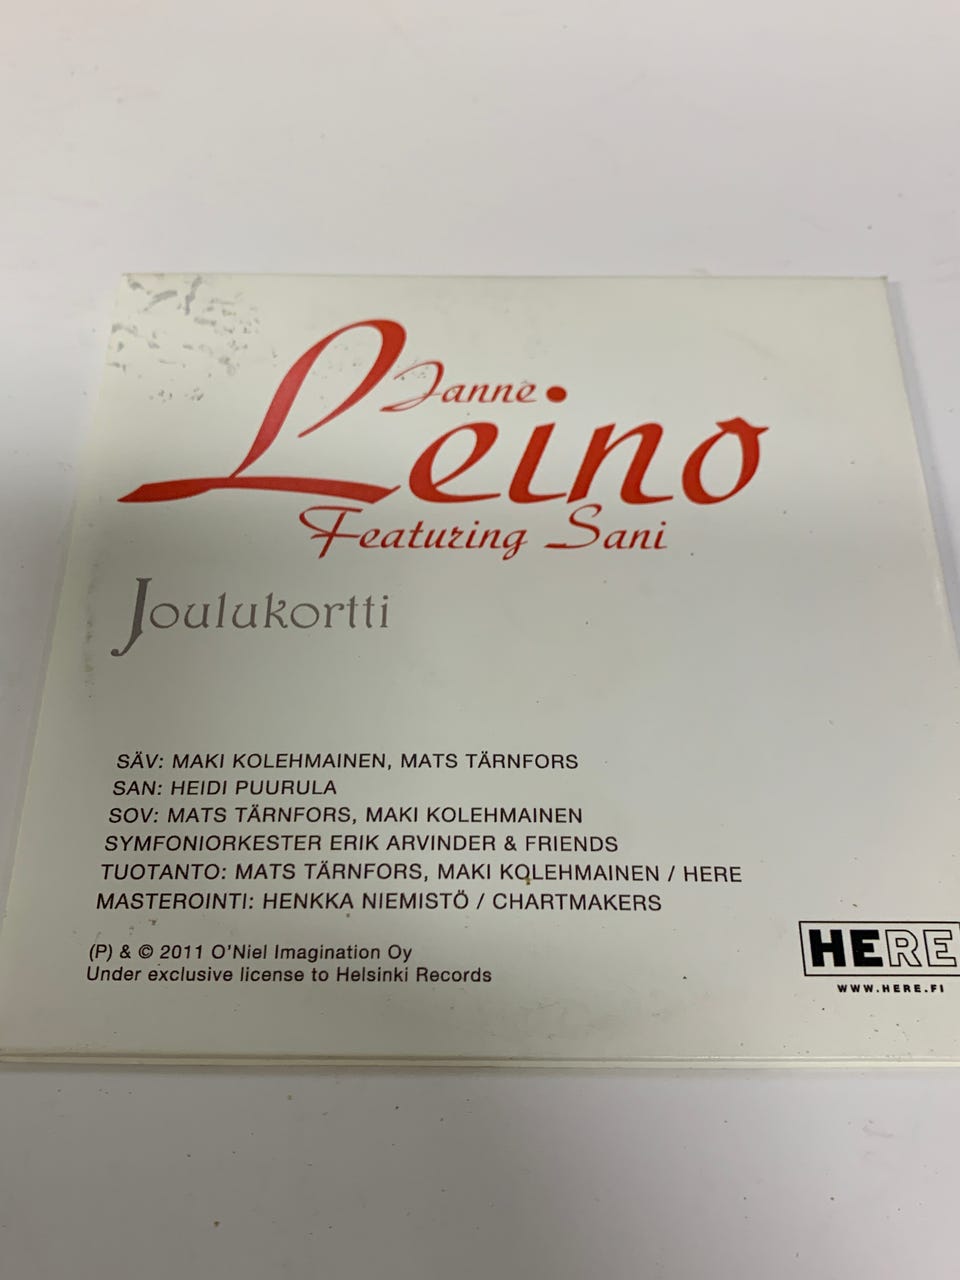 Janne
Leino
Featuring Sani
Joulukortti
SÄV: MAKI KOLEHMAINEN, MATS TÄRNFORS
SAN: HEIDI PUURULA
SOV: MATS TÄRNFORS, MAKI KOLEHMAINEN
SYMFONIORKESTER ERIK ARVINDER & FRIENDS
TUOTANTO: MATS TÄRNFORS, MAKI KOLEHMAINEN / HERE
MASTEROINTI: HENKKA NIEMISTÖ / CHARTMAKERS
(P) & © 2011 O'Niel Imagination Oy
Under exclusive license to Helsinki Records
HERE
WWW.HERE.FI